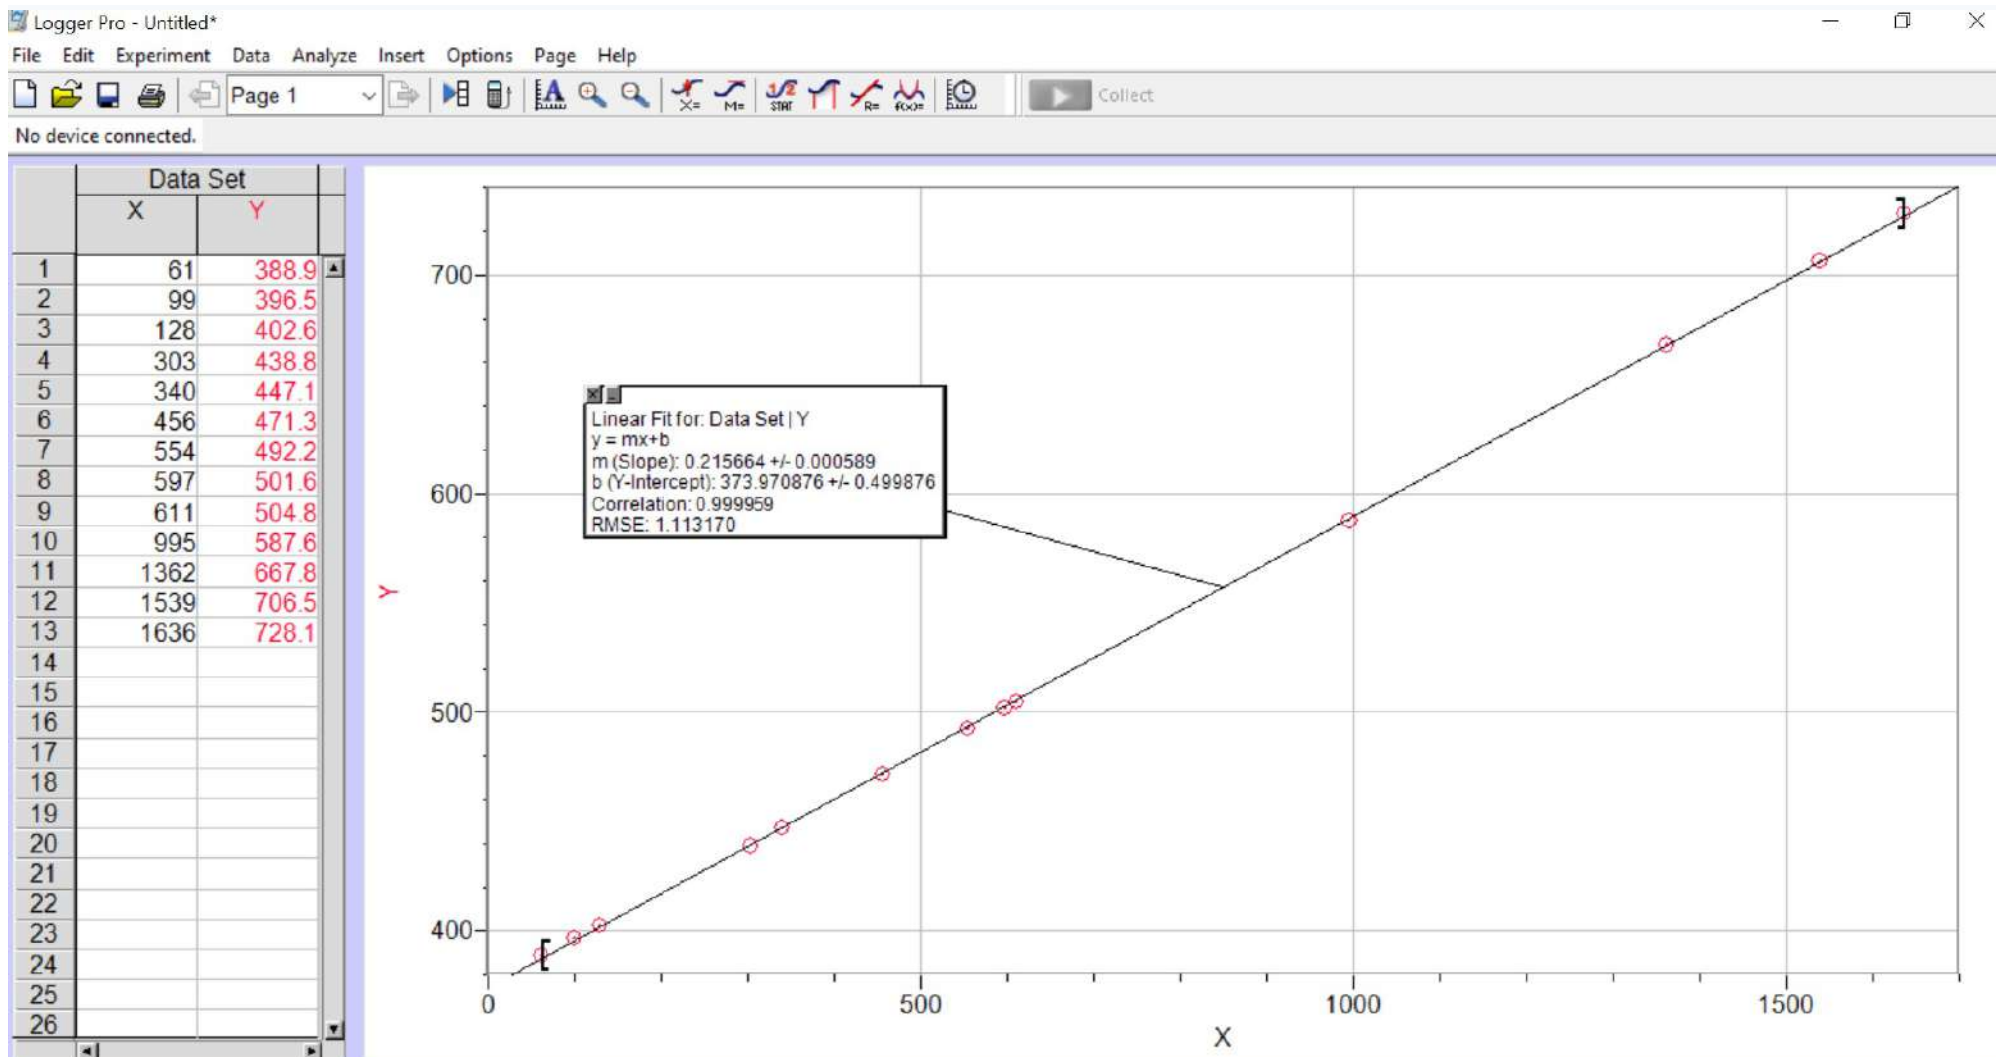 Logger Pro - Untitled*
File Edit Experiment Data Analyze Insert Options Page Help
Page 1
X= M= 1/2 STAT R= f(x)= Collect
No device connected.
Data Set
X Y
1 61 388.9
2 99 396.5
3 128 402.6
4 303 438.8
5 340 447.1
6 456 471.3
7 554 492.2
8 597 501.6
9 611 504.8
10 995 587.6
11 1362 667.8
12 1539 706.5
13 1636 728.1
14
15
16
17
18
19
20
21
22
23
24
25
26
700
600
500
400
Y
Linear Fit for: Data Set | Y
y = mx+b
m (Slope): 0.215664 +/- 0.000589
b (Y-Intercept): 373.970876 +/- 0.499876
Correlation: 0.999959
RMSE: 1.113170
0 500 1000 1500
X